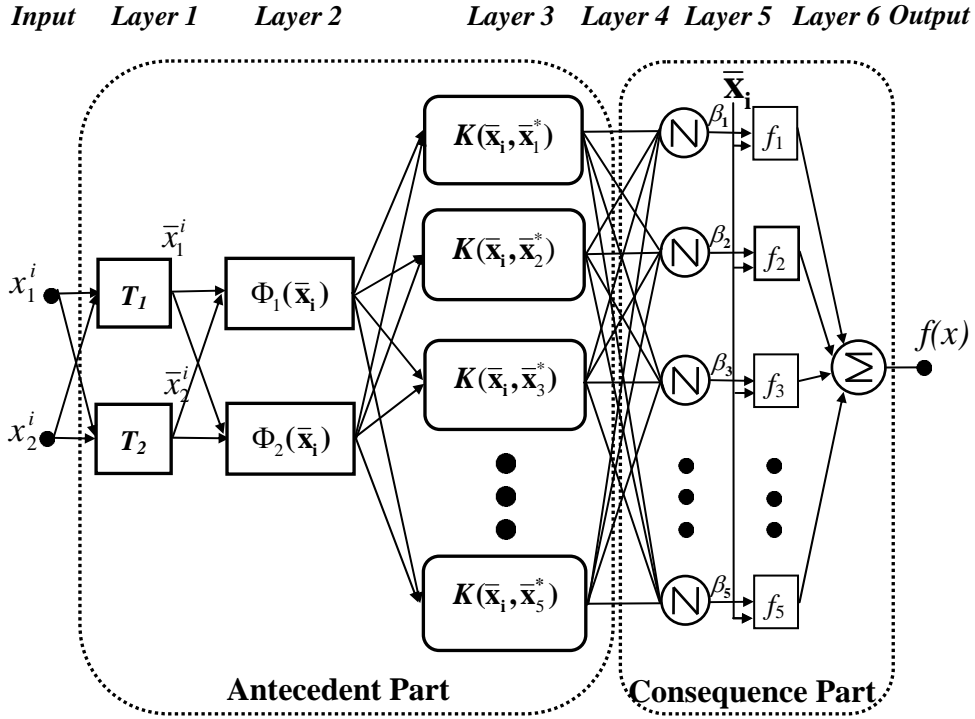 Input Layer 1 Layer 2 Layer 3 Layer 4 Layer 5 Layer 6 Output
x̄ᵢ
K(x̄ᵢ, x̄₁*) N β₁ f₁
K(x̄ᵢ, x̄₂*) N β₂ f₂
x̄₁ⁱ
x₁ⁱ T₁ Φ₁(x̄ᵢ)
K(x̄ᵢ, x̄₃*) N β₃ f₃ Σ f(x)
x̄₂ⁱ
x₂ⁱ T₂ Φ₂(x̄ᵢ)
K(x̄ᵢ, x̄₅*) N β₅ f₅
Antecedent Part Consequence Part